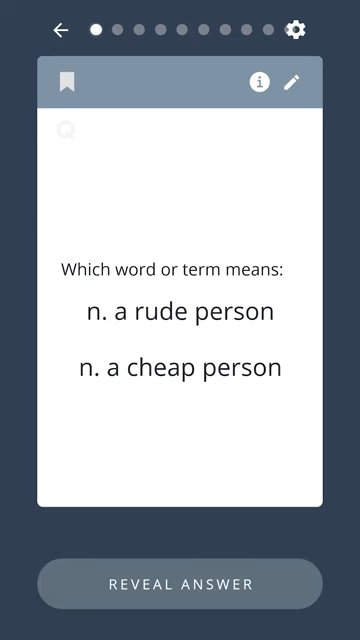 Q
Which word or term means:
n. a rude person
n. a cheap person
REVEAL ANSWER